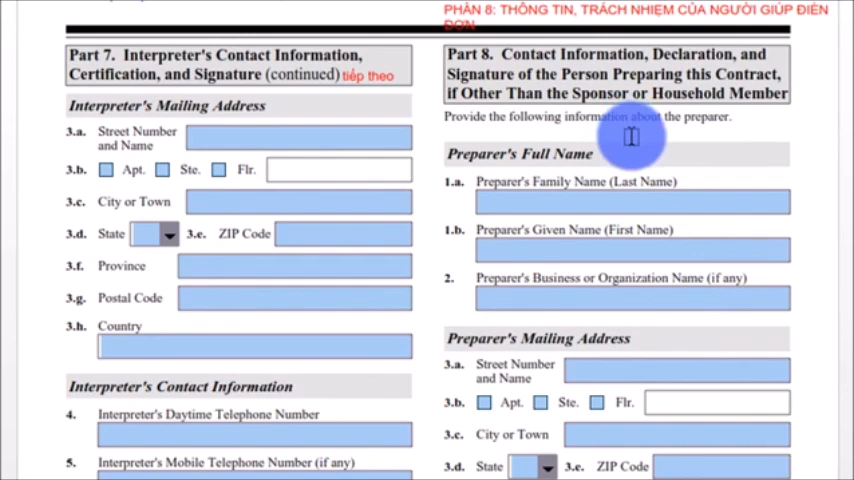 PHẦN 8: THÔNG TIN, TRÁCH NHIỆM CỦA NGƯỜI GIÚP ĐIỀN
ĐƠN
Part 7. Interpreter's Contact Information,
Certification, and Signature (continued) tiếp theo
Interpreter's Mailing Address
3.a. Street Number
and Name
3.b. Apt. Ste. Flr.
3.c. City or Town
3.d. State 3.e. ZIP Code
3.f. Province
3.g. Postal Code
3.h. Country
Interpreter's Contact Information
4. Interpreter's Daytime Telephone Number
5. Interpreter's Mobile Telephone Number (if any)
Part 8. Contact Information, Declaration, and
Signature of the Person Preparing this Contract,
if Other Than the Sponsor or Household Member
Provide the following information about the preparer.
Preparer's Full Name
1.a. Preparer's Family Name (Last Name)
1.b. Preparer's Given Name (First Name)
2. Preparer's Business or Organization Name (if any)
Preparer's Mailing Address
3.a. Street Number
and Name
3.b. Apt. Ste. Flr.
3.c. City or Town
3.d. State 3.e. ZIP Code